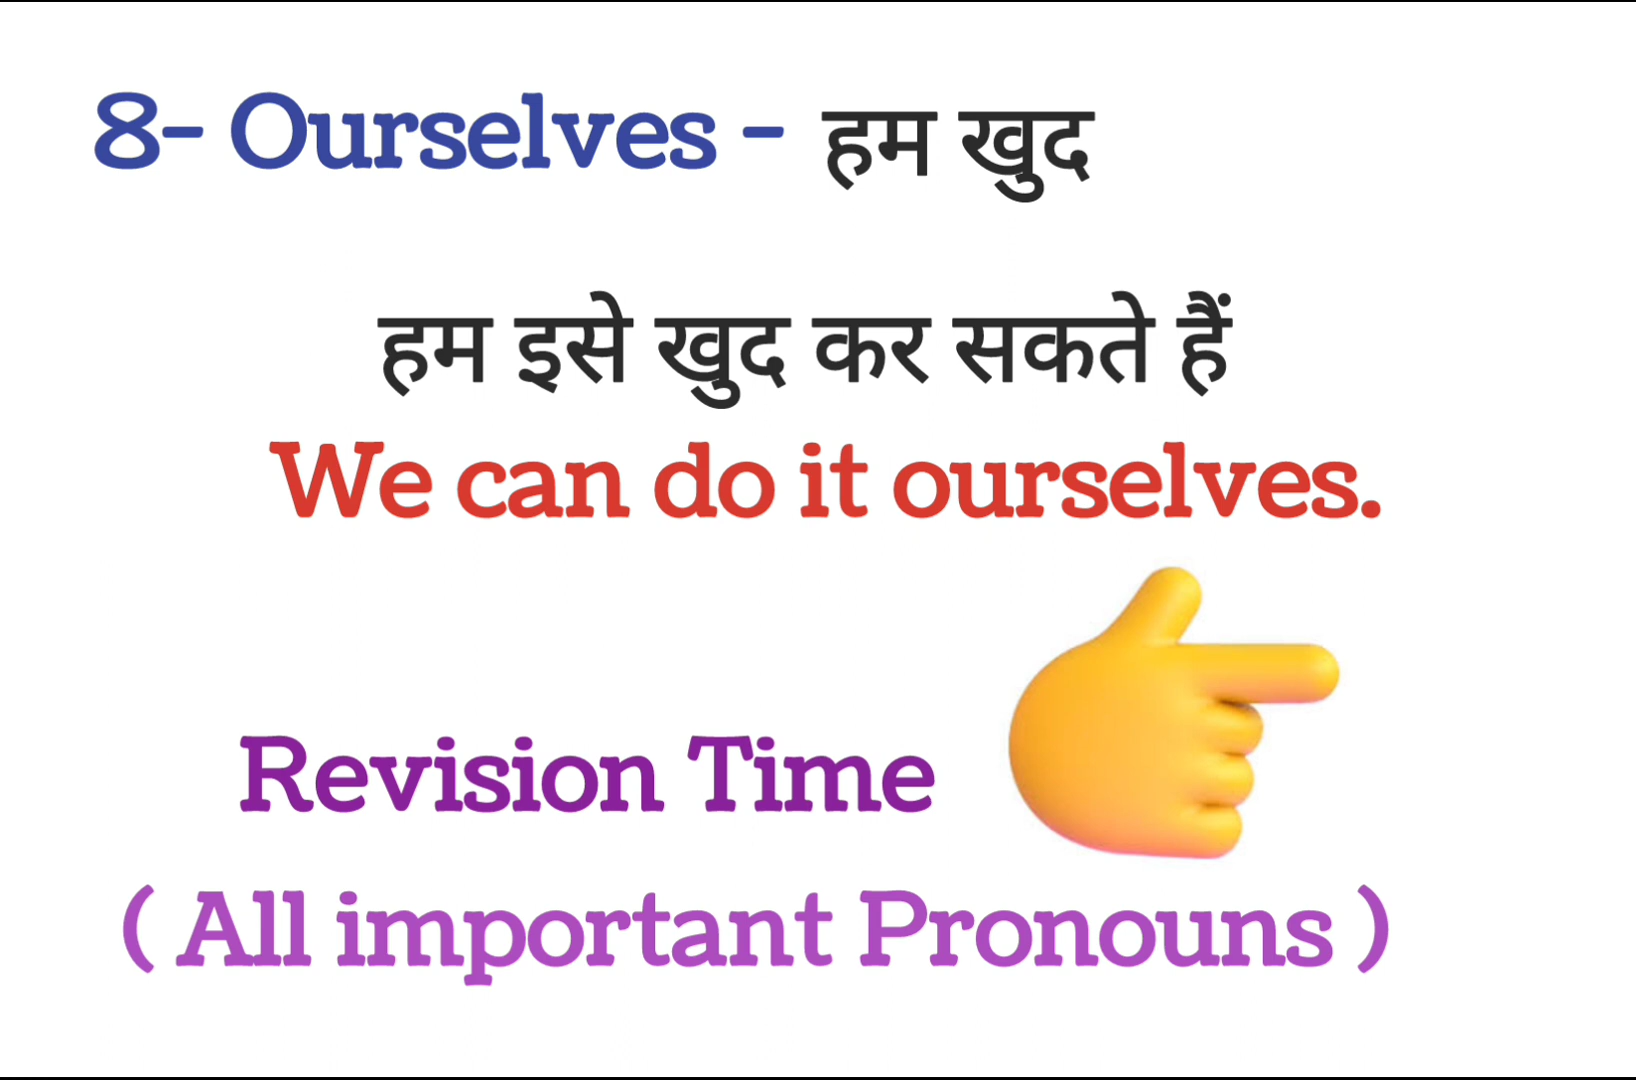 8- Ourselves - हम खुद
हम इसे खुद कर सकते हैं
We can do it ourselves.
Revision Time
( All important Pronouns )